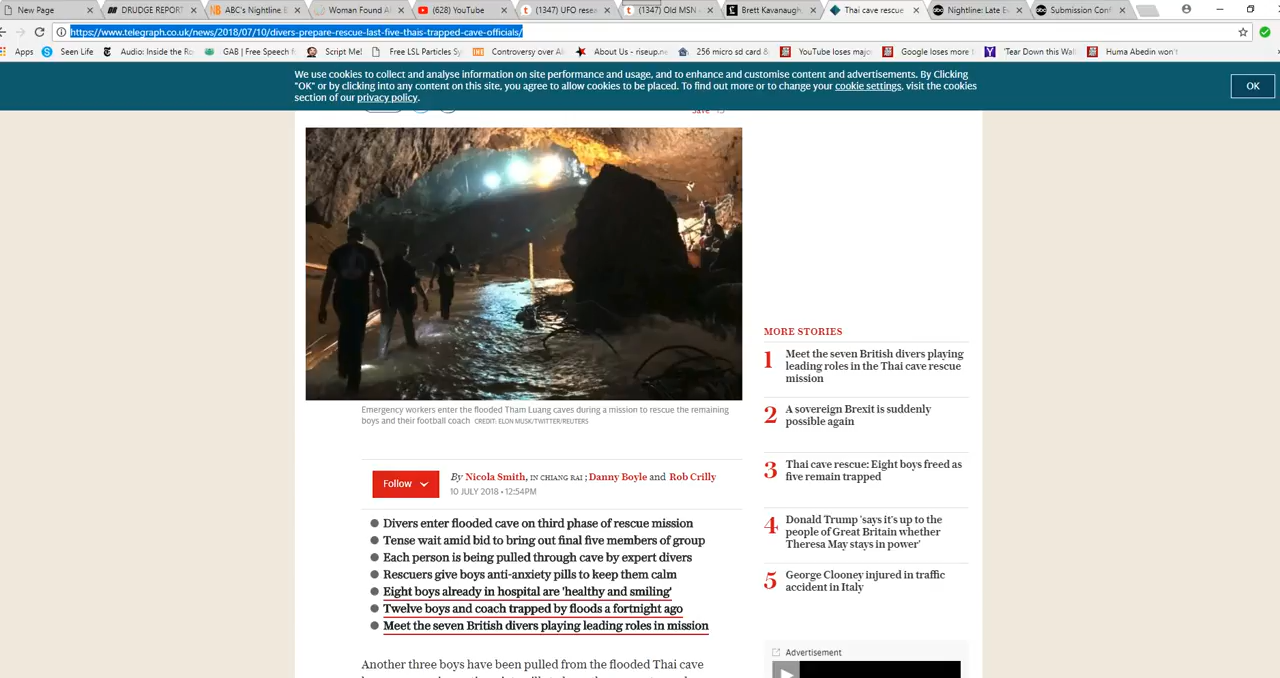 New Page
DRUDGE REPORT
ABC's Nightline B
Woman Found Al
(628) YouTube
(1347) UFO resea
(1347) Old MSN
Brett Kavanaugh,
Thai cave rescue
Nightline: Late Ev
Submission Conf
https://www.telegraph.co.uk/news/2018/07/10/divers-prepare-rescue-last-five-thais-trapped-cave-officials/
Apps
Seen Life
Audio: Inside the Ro
GAB | Free Speech f
Script Me!
Free LSL Particles Sy
Controversy over Al
About Us - riseup.ne
256 micro sd card &
YouTube loses majo
Google loses more
'Tear Down this Wal
Huma Abedin won't
We use cookies to collect and analyse information on site performance and usage, and to enhance and customise content and advertisements. By Clicking
"OK" or by clicking into any content on this site, you agree to allow cookies to be placed. To find out more or to change your cookie settings, visit the cookies
section of our privacy policy.
OK
Emergency workers enter the flooded Tham Luang caves during a mission to rescue the remaining
boys and their football coach CREDIT: ELON MUSK/TWITTER/REUTERS
Follow
By Nicola Smith, IN CHIANG RAI ; Danny Boyle and Rob Crilly
10 JULY 2018 • 12:54PM
Divers enter flooded cave on third phase of rescue mission
Tense wait amid bid to bring out final five members of group
Each person is being pulled through cave by expert divers
Rescuers give boys anti-anxiety pills to keep them calm
Eight boys already in hospital are 'healthy and smiling'
Twelve boys and coach trapped by floods a fortnight ago
Meet the seven British divers playing leading roles in mission
Another three boys have been pulled from the flooded Thai cave
MORE STORIES
1 Meet the seven British divers playing
leading roles in the Thai cave rescue
mission
2 A sovereign Brexit is suddenly
possible again
3 Thai cave rescue: Eight boys freed as
five remain trapped
4 Donald Trump 'says it's up to the
people of Great Britain whether
Theresa May stays in power'
5 George Clooney injured in traffic
accident in Italy
Advertisement